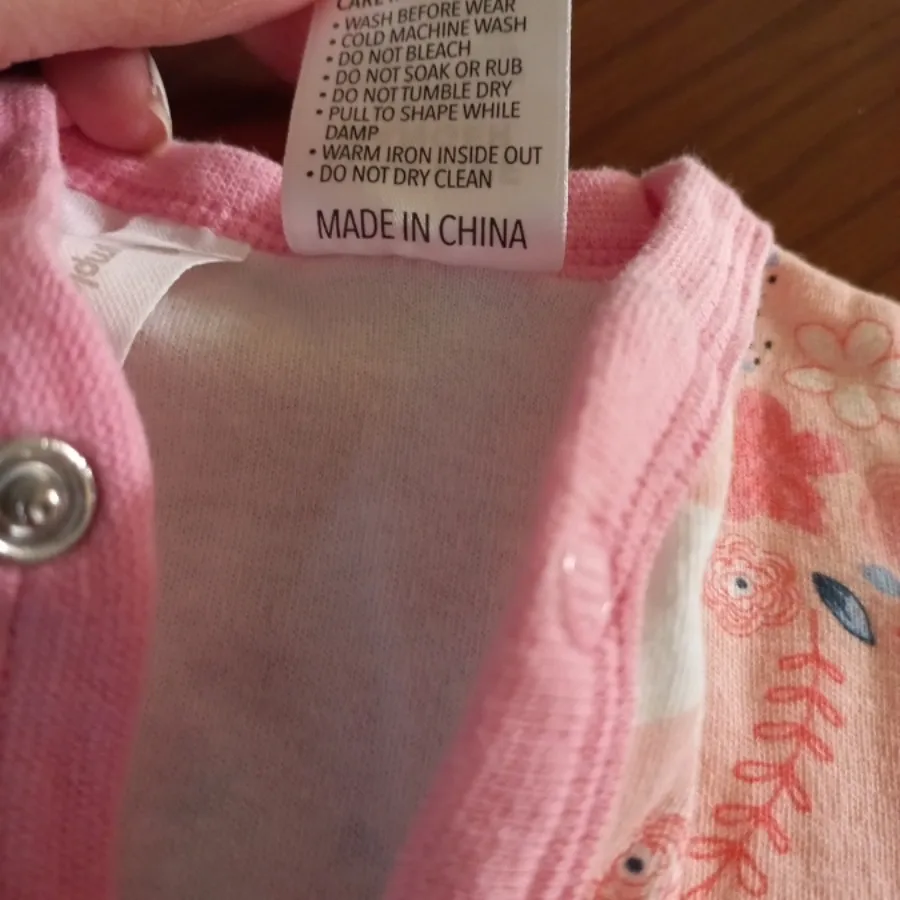 • WASH BEFORE WEAR
• COLD MACHINE WASH
• DO NOT BLEACH
• DO NOT SOAK OR RUB
• DO NOT TUMBLE DRY
• PULL TO SHAPE WHILE
DAMP
• WARM IRON INSIDE OUT
• DO NOT DRY CLEAN
MADE IN CHINA